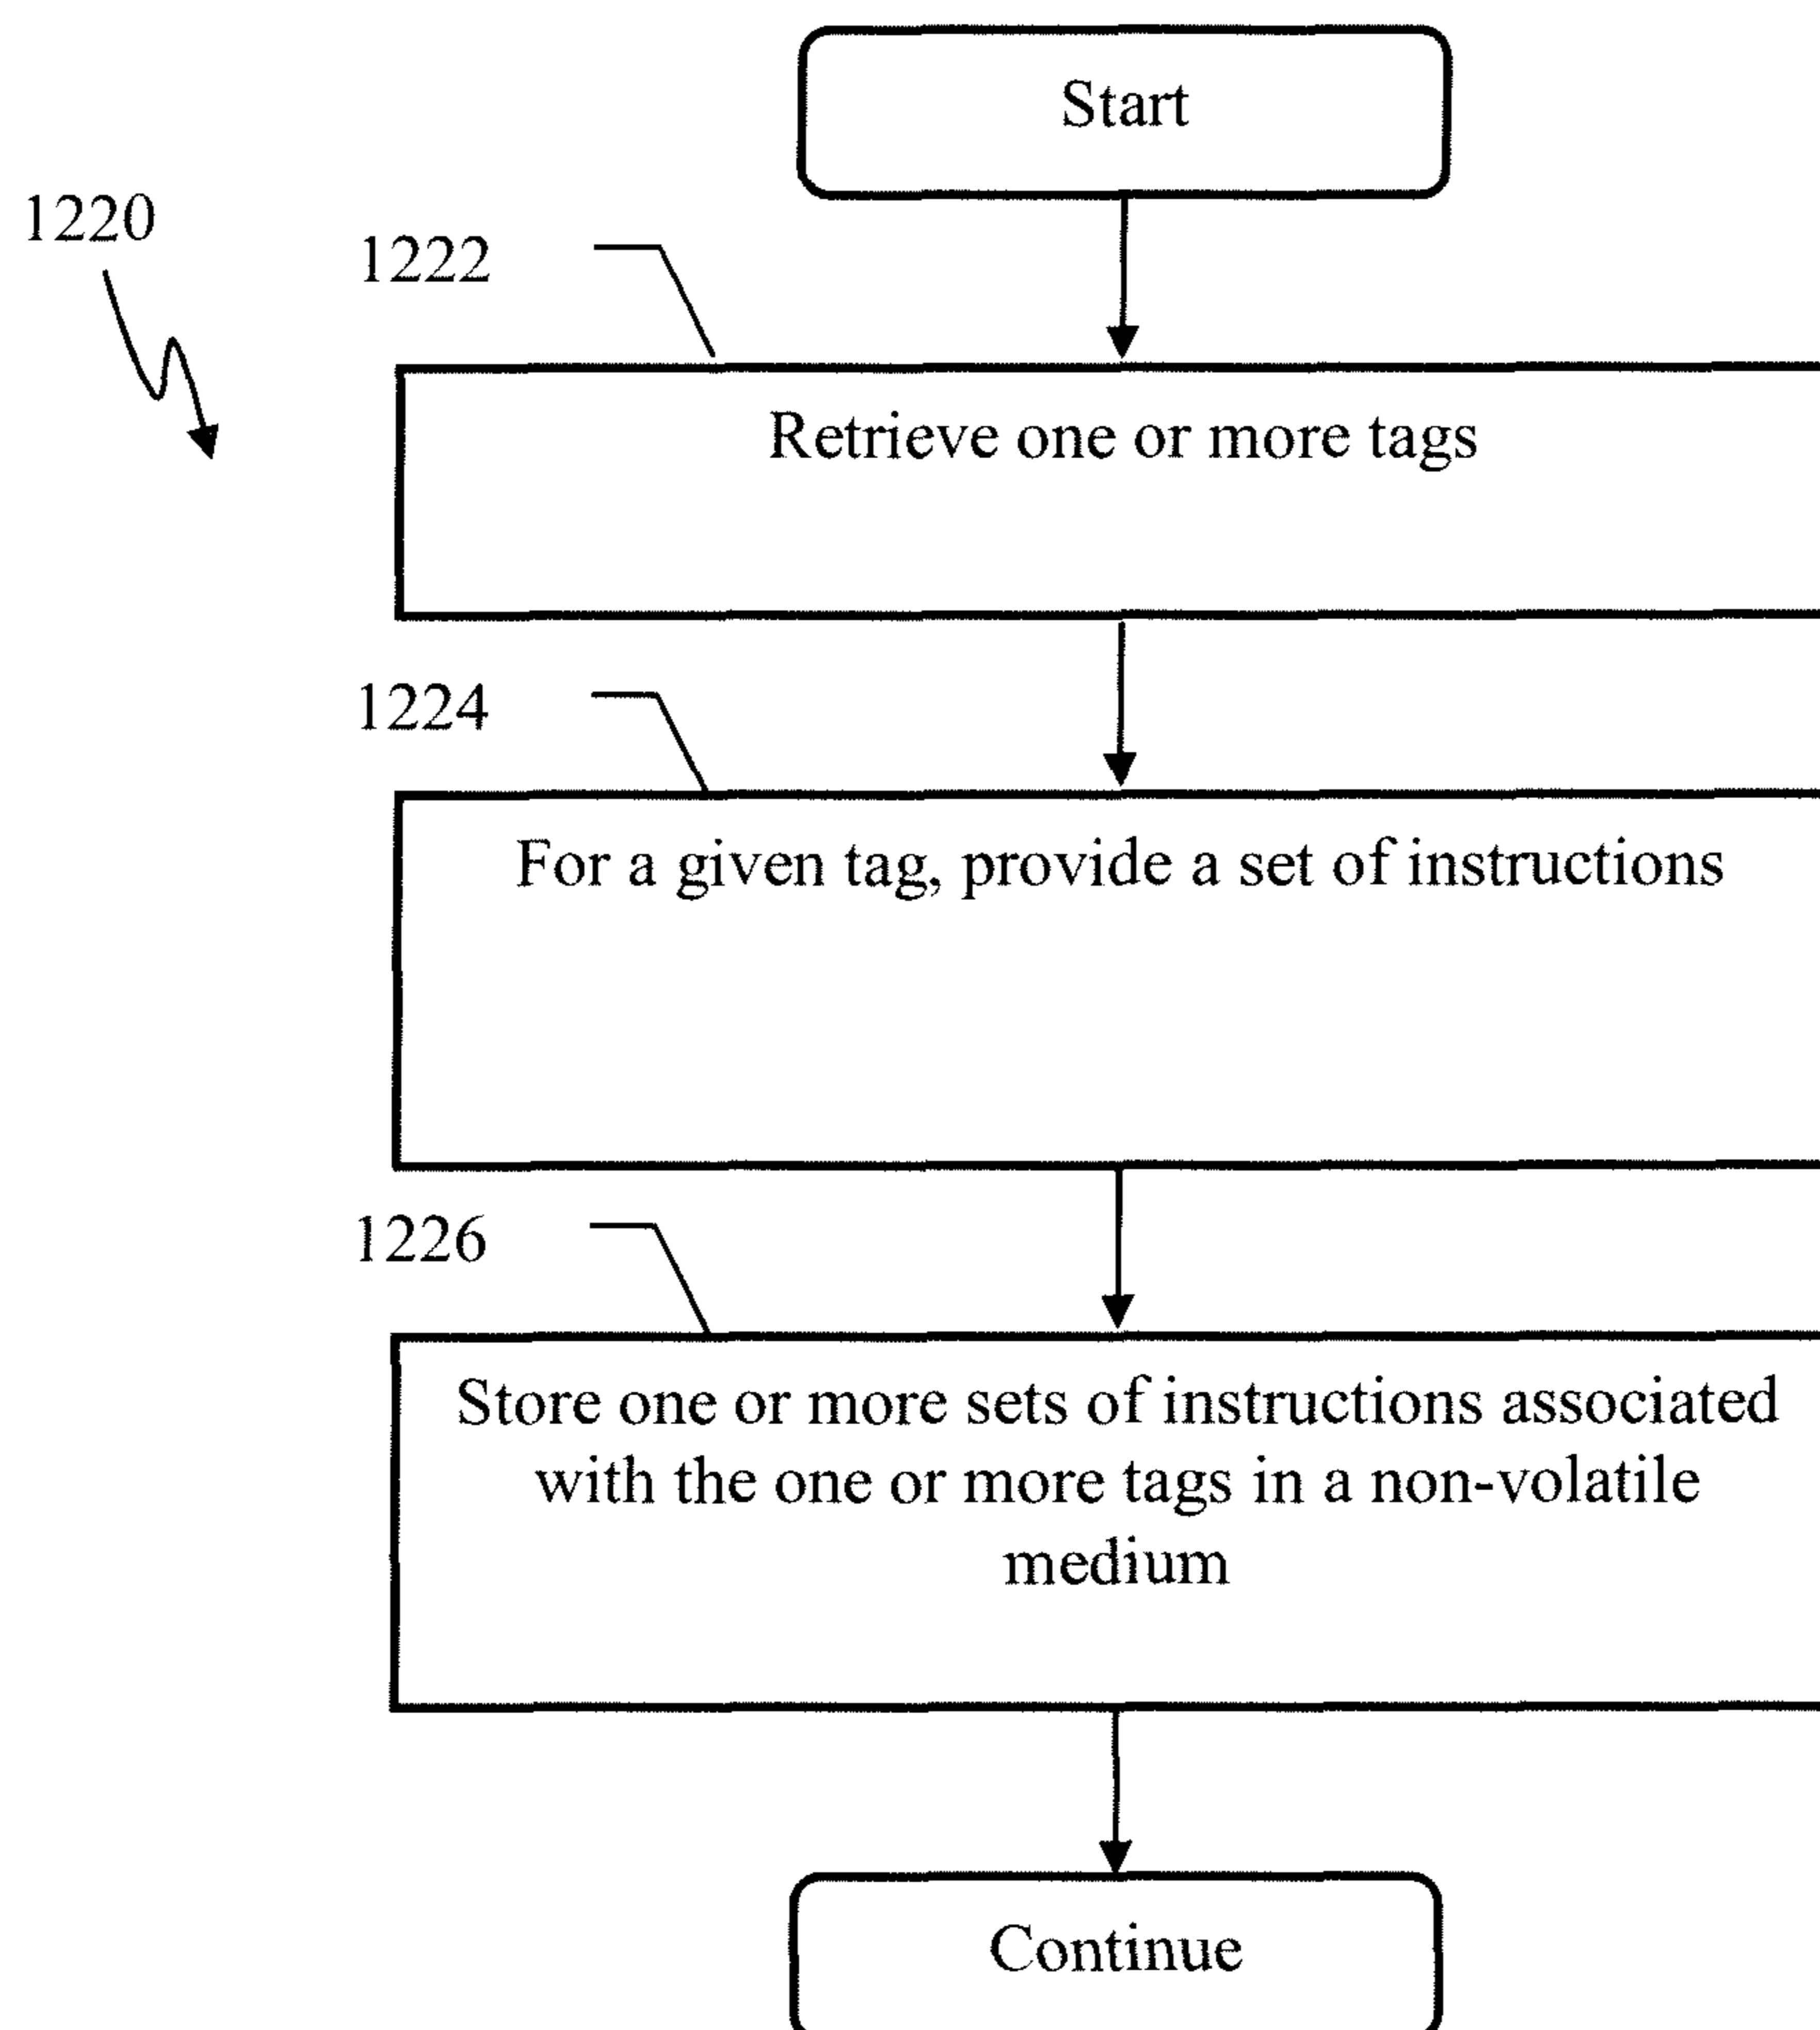 Start
1220
1222
Retrieve one or more tags
1224
For a given tag, provide a set of instructions
1226
Store one or more sets of instructions associated
with the one or more tags in a non-volatile
medium
Continue